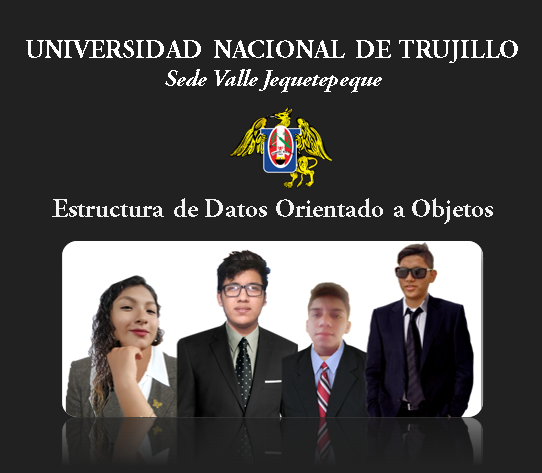 UNIVERSIDAD NACIONAL DE TRUJILLO
Sede Valle Jequetepeque
Estructura de Datos Orientado a Objetos